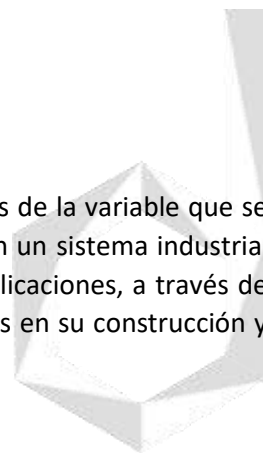 s de la variable que se
n un sistema industria
licaciones, a través de
s en su construcción y